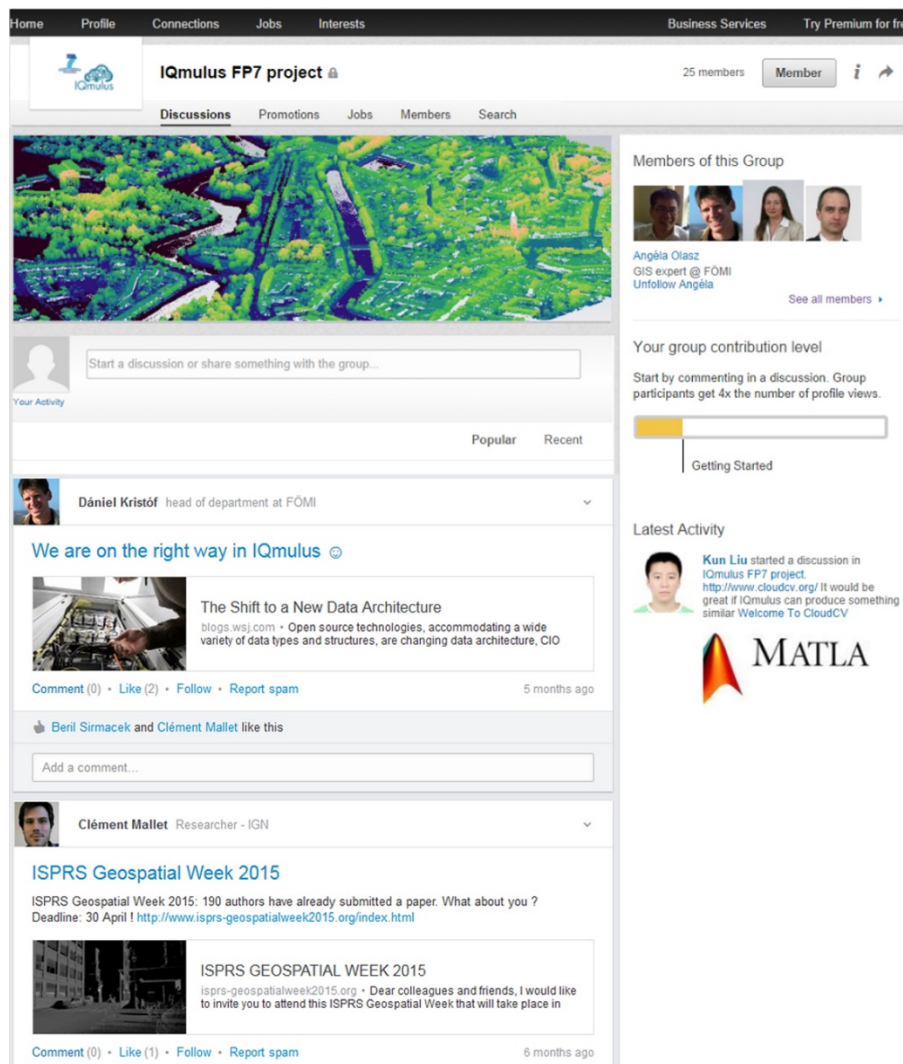 Home Profile Connections Jobs Interests Business Services Try Premium for fre
IQmulus
IQmulus FP7 project
25 members Member i
Discussions Promotions Jobs Members Search
Members of this Group
Angéla Olasz
GIS expert @ FÖMI
Unfollow Angéla
See all members
Your group contribution level
Start by commenting in a discussion. Group
participants get 4x the number of profile views.
Getting Started
Start a discussion or share something with the group...
Your Activity
Popular Recent
Dániel Kristóf head of department at FÖMI
We are on the right way in IQmulus ☺
The Shift to a New Data Architecture
blogs.wsj.com • Open source technologies, accommodating a wide
variety of data types and structures, are changing data architecture, CIO
Comment (0) • Like (2) • Follow • Report spam 5 months ago
Beril Sirmacek and Clément Mallet like this
Add a comment...
Latest Activity
Kun Liu started a discussion in
IQmulus FP7 project.
http://www.cloudcv.org/ It would be
great if IQmulus can produce something
similar Welcome To CloudCV
MATLA
Clément Mallet Researcher - IGN
ISPRS Geospatial Week 2015
ISPRS Geospatial Week 2015: 190 authors have already submitted a paper. What about you ?
Deadline: 30 April ! http://www.isprs-geospatialweek2015.org/index.html
ISPRS GEOSPATIAL WEEK 2015
isprs-geospatialweek2015.org • Dear colleagues and friends, I would like
to invite you to attend this ISPRS Geospatial Week that will take place in
Comment (0) • Like (1) • Follow • Report spam 6 months ago